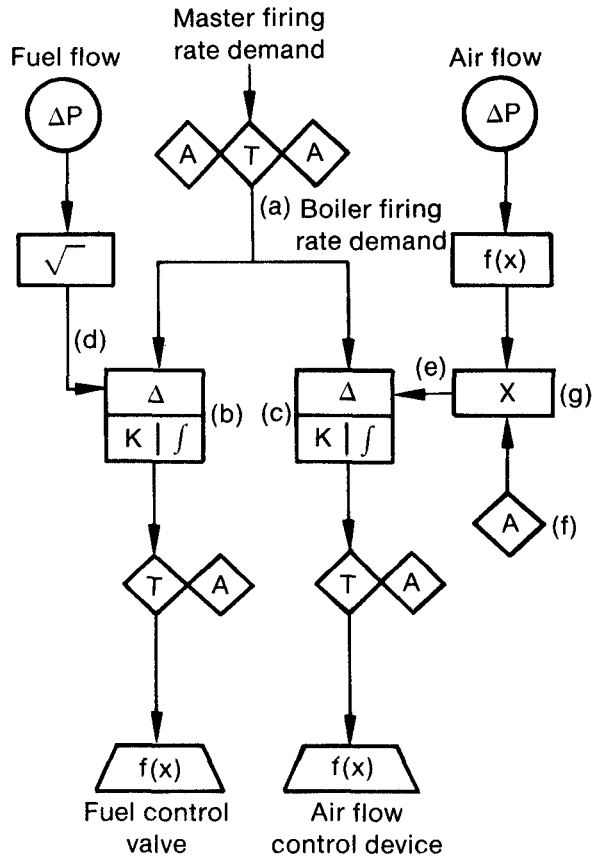 Master firing
rate demand
Fuel flow
Air flow
ΔP
ΔP
A T A
(a) Boiler firing
rate demand
√
f(x)
(d)
(e)
Δ
(b)
(c)
Δ
X
(g)
K | ∫
K | ∫
A
(f)
T A
T A
f(x)
f(x)
Fuel control
valve
Air flow
control device